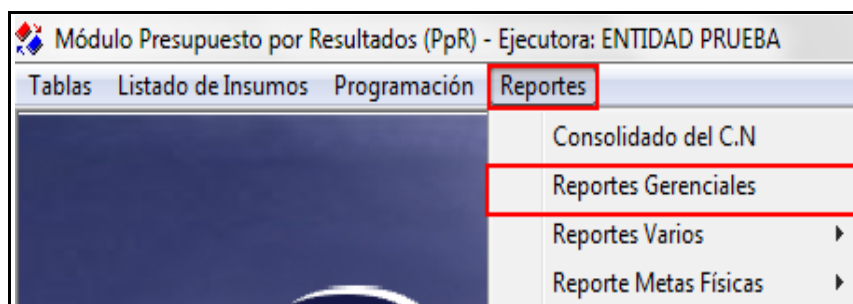 Módulo Presupuesto por Resultados (PpR) - Ejecutora: ENTIDAD PRUEBA
Tablas Listado de Insumos Programación Reportes
Consolidado del C.N
Reportes Gerenciales
Reportes Varios
Reporte Metas Físicas